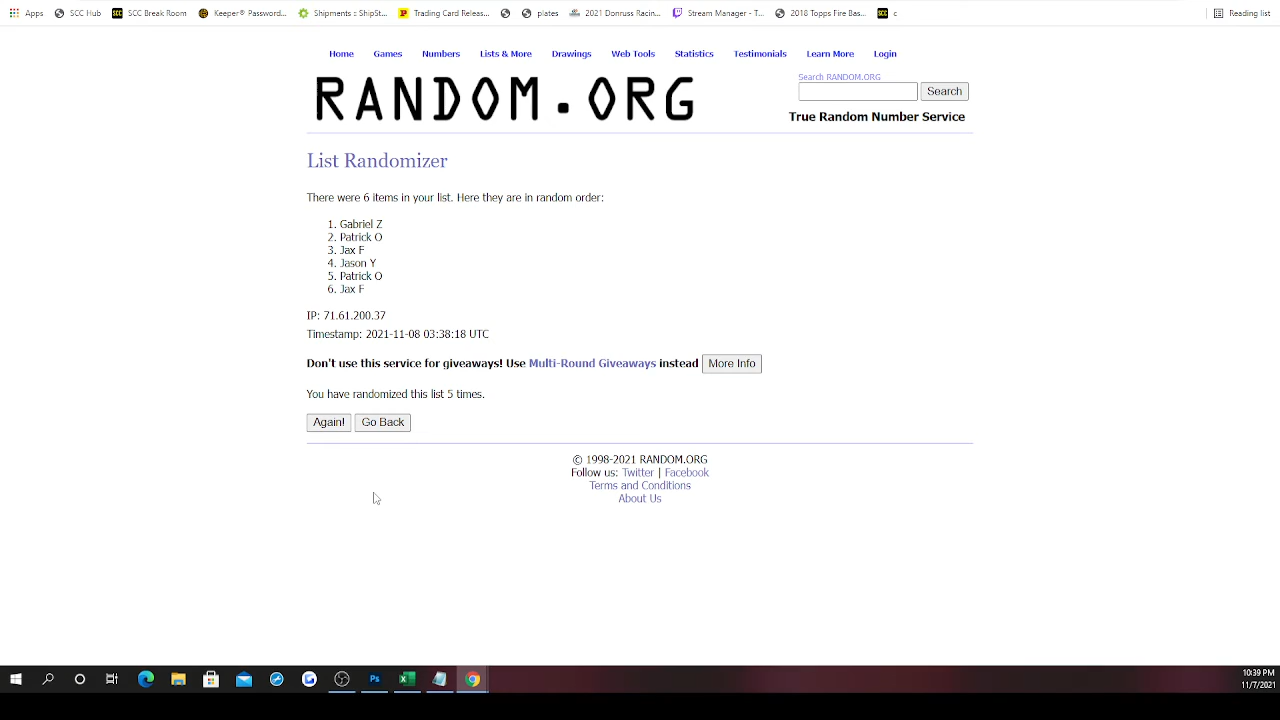 Apps SCC Hub SCC Break Room Keeper® Password... Shipments :: ShipSt... Trading Card Releas... plates 2021 Donruss Racin... Stream Manager - T... 2018 Topps Fire Bas... c Reading list
Home Games Numbers Lists & More Drawings Web Tools Statistics Testimonials Learn More Login
Search RANDOM.ORG
RANDOM.ORG
Search
True Random Number Service
List Randomizer
There were 6 items in your list. Here they are in random order:
1. Gabriel Z
2. Patrick O
3. Jax F
4. Jason Y
5. Patrick O
6. Jax F
IP: 71.61.200.37
Timestamp: 2021-11-08 03:38:18 UTC
Don't use this service for giveaways! Use Multi-Round Giveaways instead More Info
You have randomized this list 5 times.
Again! Go Back
© 1998-2021 RANDOM.ORG
Follow us: Twitter | Facebook
Terms and Conditions
About Us
10:39 PM
11/7/2021